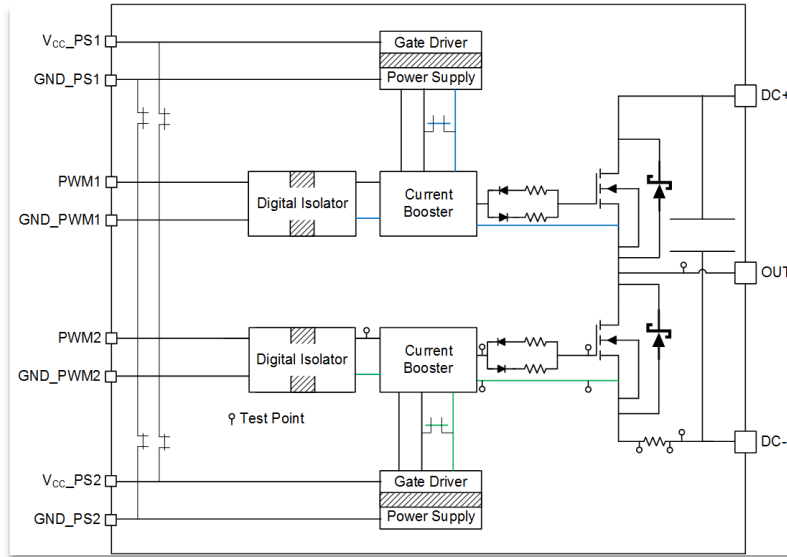 V_CC_PS1
GND_PS1
Gate Driver
Power Supply
DC+
PWM1
GND_PWM1
Digital Isolator
Current
Booster
OUT
PWM2
GND_PWM2
Digital Isolator
Current
Booster
Test Point
DC-
V_CC_PS2
GND_PS2
Gate Driver
Power Supply